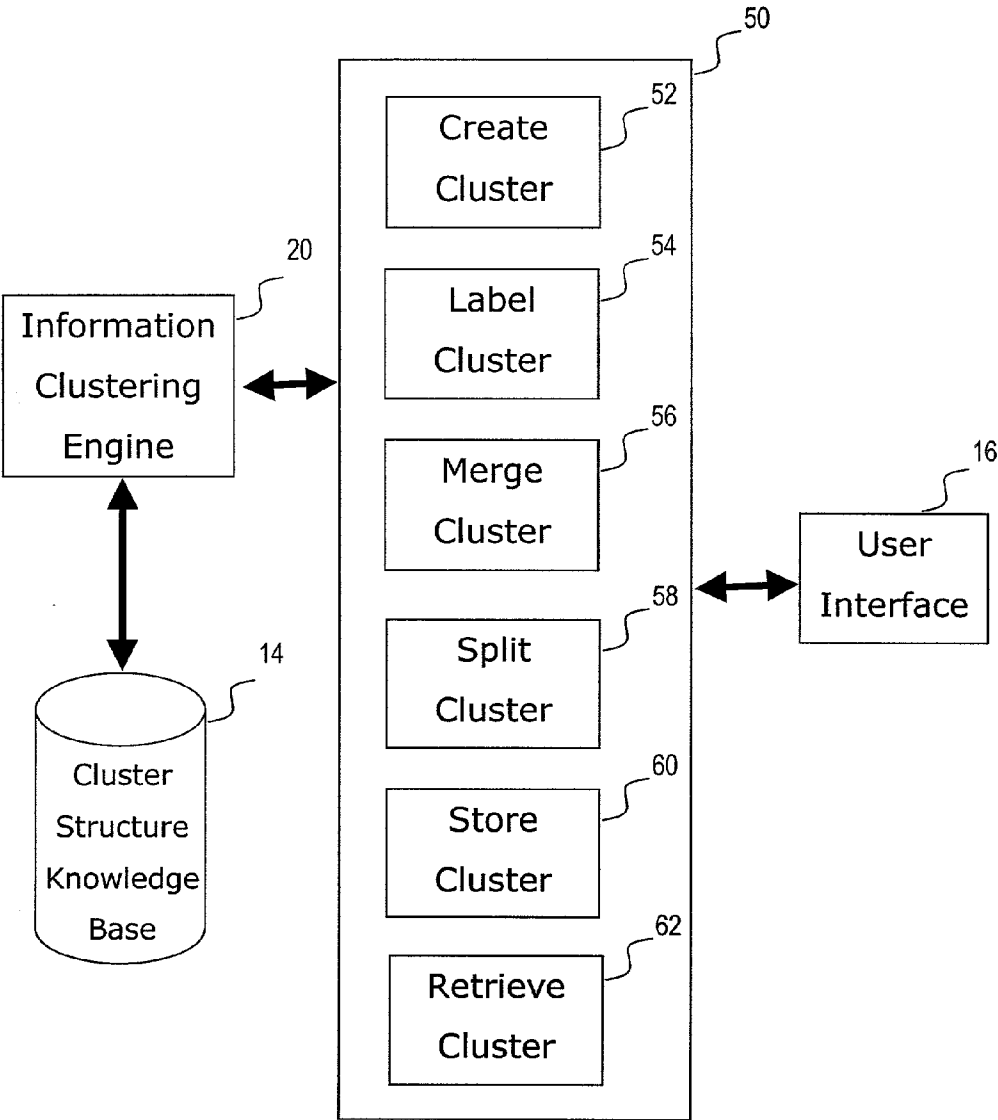 50
52
Create
Cluster
54
Label
Cluster
20
Information
Clustering
Engine
56
Merge
Cluster
16
User
Interface
58
Split
Cluster
14
Cluster
Structure
Knowledge
Base
60
Store
Cluster
62
Retrieve
Cluster